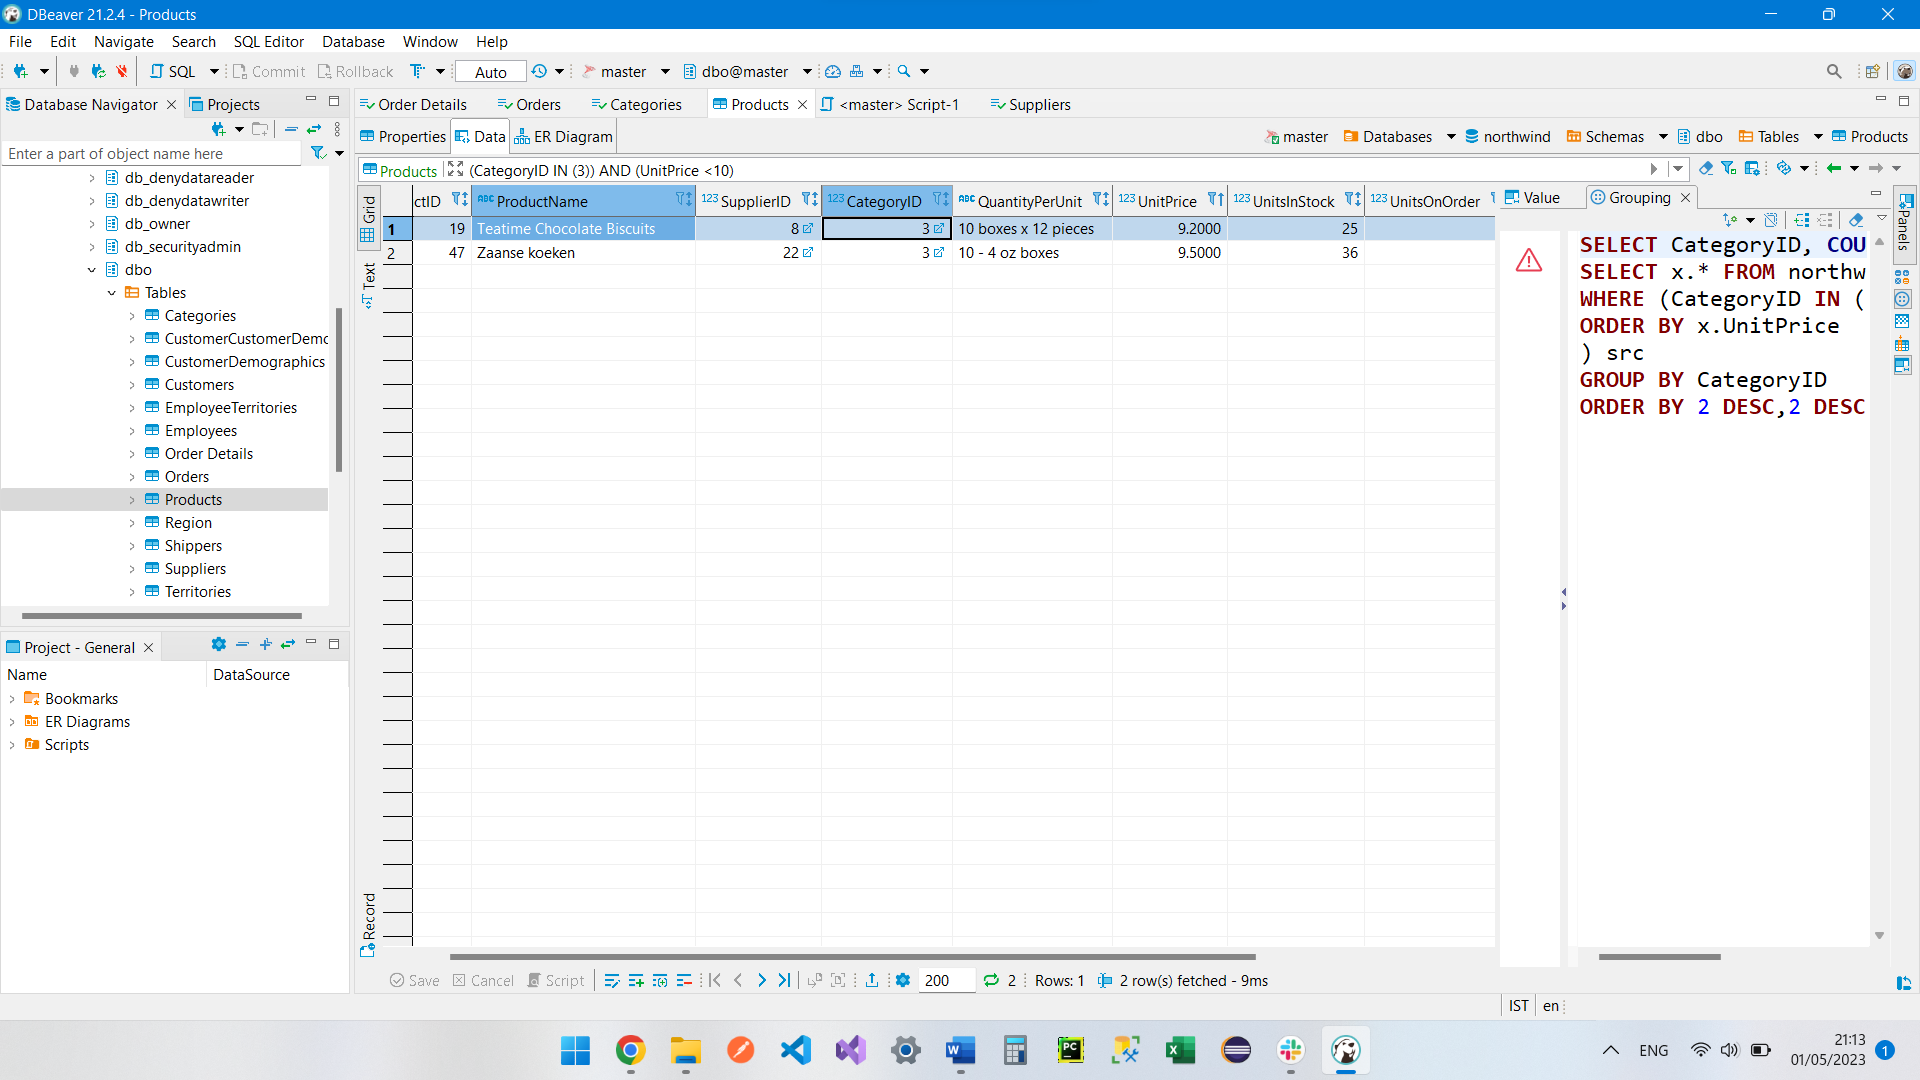 DBeaver 21.2.4 - Products
File Edit Navigate Search SQL Editor Database Window Help
SQL Commit Rollback Auto master dbo@master
Database Navigator Projects
Enter a part of object name here
db_denydatareader
db_denydatawriter
db_owner
db_securityadmin
dbo
Tables
Categories
CustomerCustomerDemo
CustomerDemographics
Customers
EmployeeTerritories
Employees
Order Details
Orders
Products
Region
Shippers
Suppliers
Territories
Project - General
Name DataSource
Bookmarks
ER Diagrams
Scripts
Order Details Orders Categories Products <master> Script-1 Suppliers
Properties Data ER Diagram master Databases northwind Schemas dbo Tables Products
Products (CategoryID IN (3)) AND (UnitPrice <10)
Grid
Text
Record
ctID ABC ProductName 123 SupplierID 123 CategoryID ABC QuantityPerUnit 123 UnitPrice 123 UnitsInStock 123 UnitsOnOrder
1 19 Teatime Chocolate Biscuits 8 3 10 boxes x 12 pieces 9.2000 25
2 47 Zaanse koeken 22 3 10 - 4 oz boxes 9.5000 36
Value Grouping
Panels
SELECT CategoryID, COU
SELECT x.* FROM northw
WHERE (CategoryID IN (
ORDER BY x.UnitPrice
) src
GROUP BY CategoryID
ORDER BY 2 DESC,2 DESC
Save Cancel Script 200 2 Rows: 1 2 row(s) fetched - 9ms
IST en
ENG 21:13
01/05/2023 1